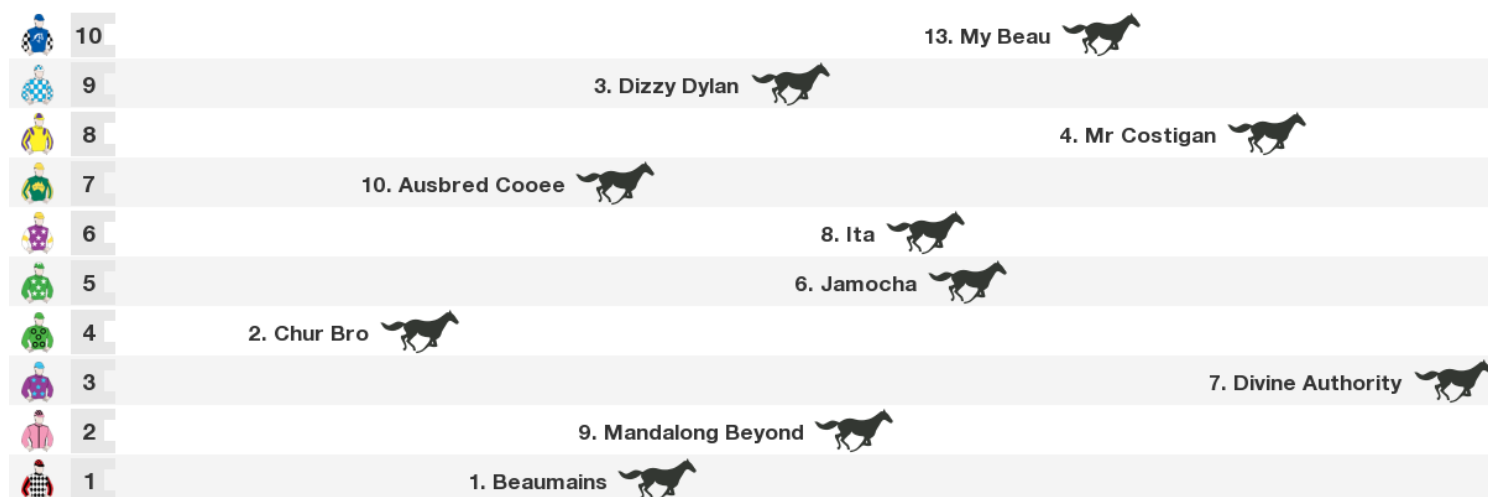 10 13. My Beau
9 3. Dizzy Dylan
8 4. Mr Costigan
7 10. Ausbred Cooee
6 8. Ita
5 6. Jamocha
4 2. Chur Bro
3 7. Divine Authority
2 9. Mandalong Beyond
1 1. Beaumains